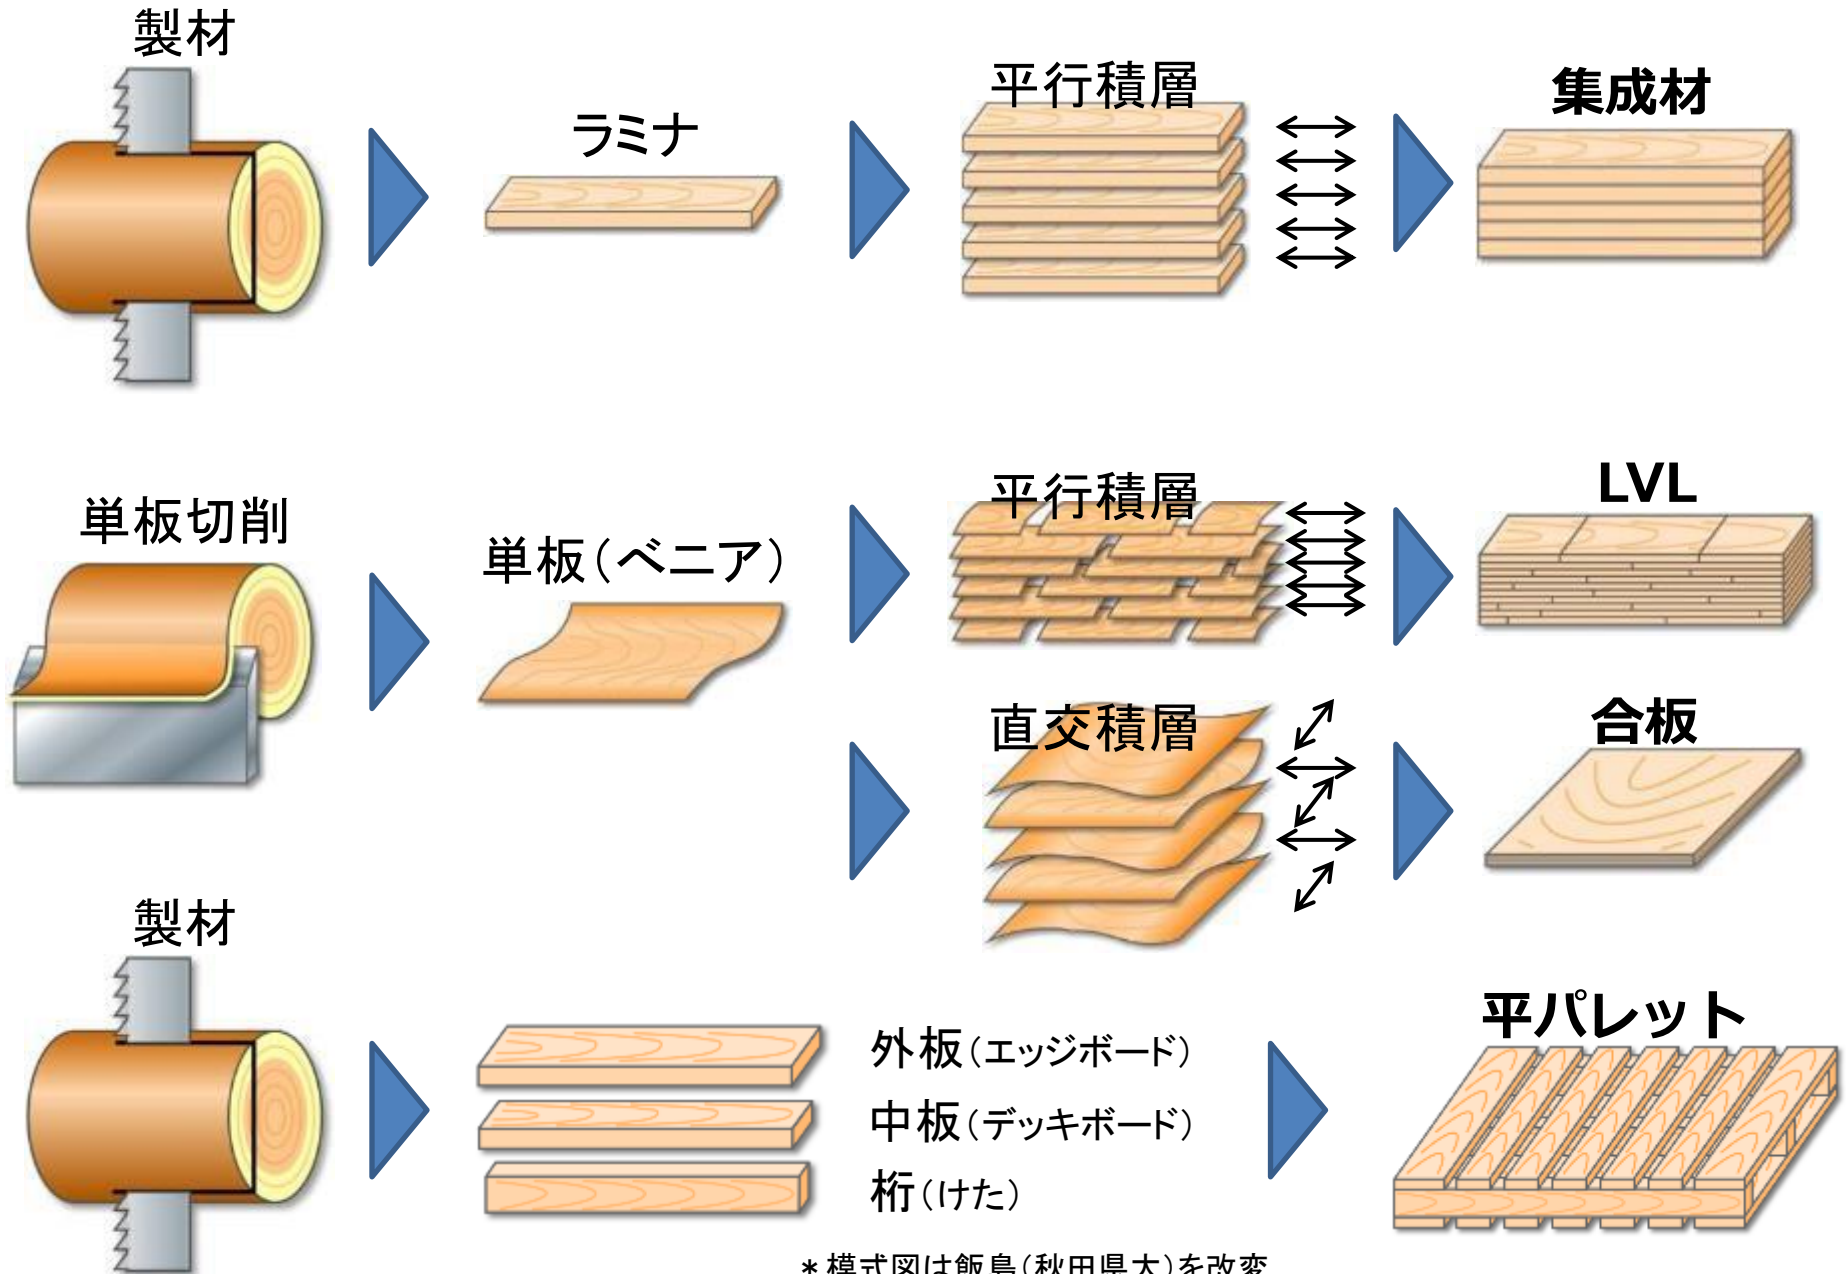 製材
ラミナ
平行積層
集成材
単板切削
単板（ベニア）
平行積層
LVL
直交積層
合板
製材
外板（エッジボード）
中板（デッキボード）
桁（けた）
平パレット
＊模式図は飯島（秋田県大）を改変